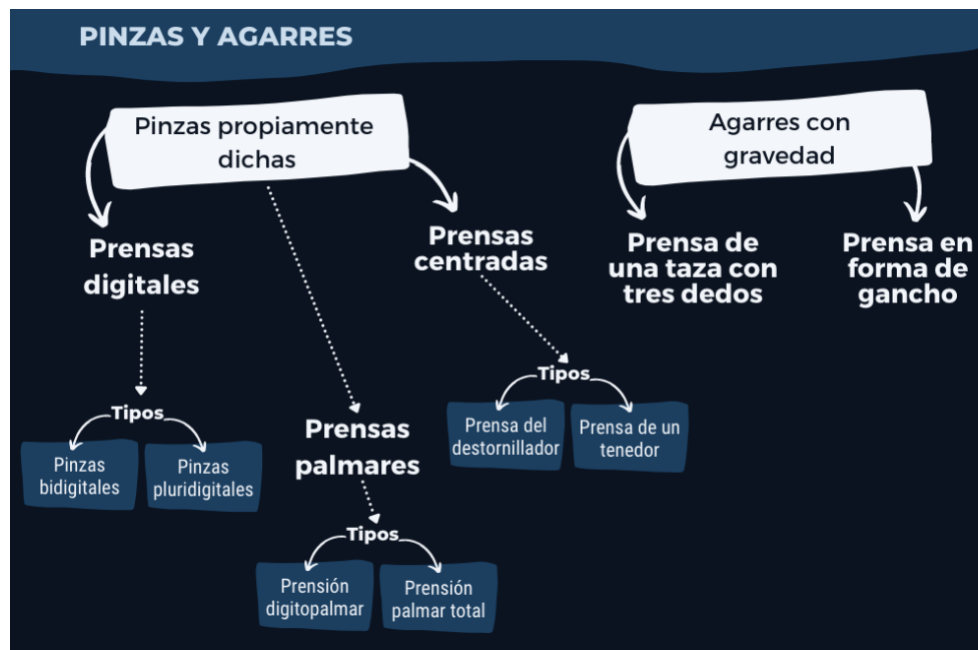 PINZAS Y AGARRES
Pinzas propiamente
dichas
Agarres con
gravedad
Prensas
digitales
Prensas
centradas
Prensa de
una taza con
tres dedos
Prensa en
forma de
gancho
Tipos
Pinzas
bidigitales
Pinzas
pluridigitales
Prensas
palmares
Tipos
Prensa del
destornillador
Prensa de un
tenedor
Tipos
Prensión
digitopalmar
Prensión
palmar total